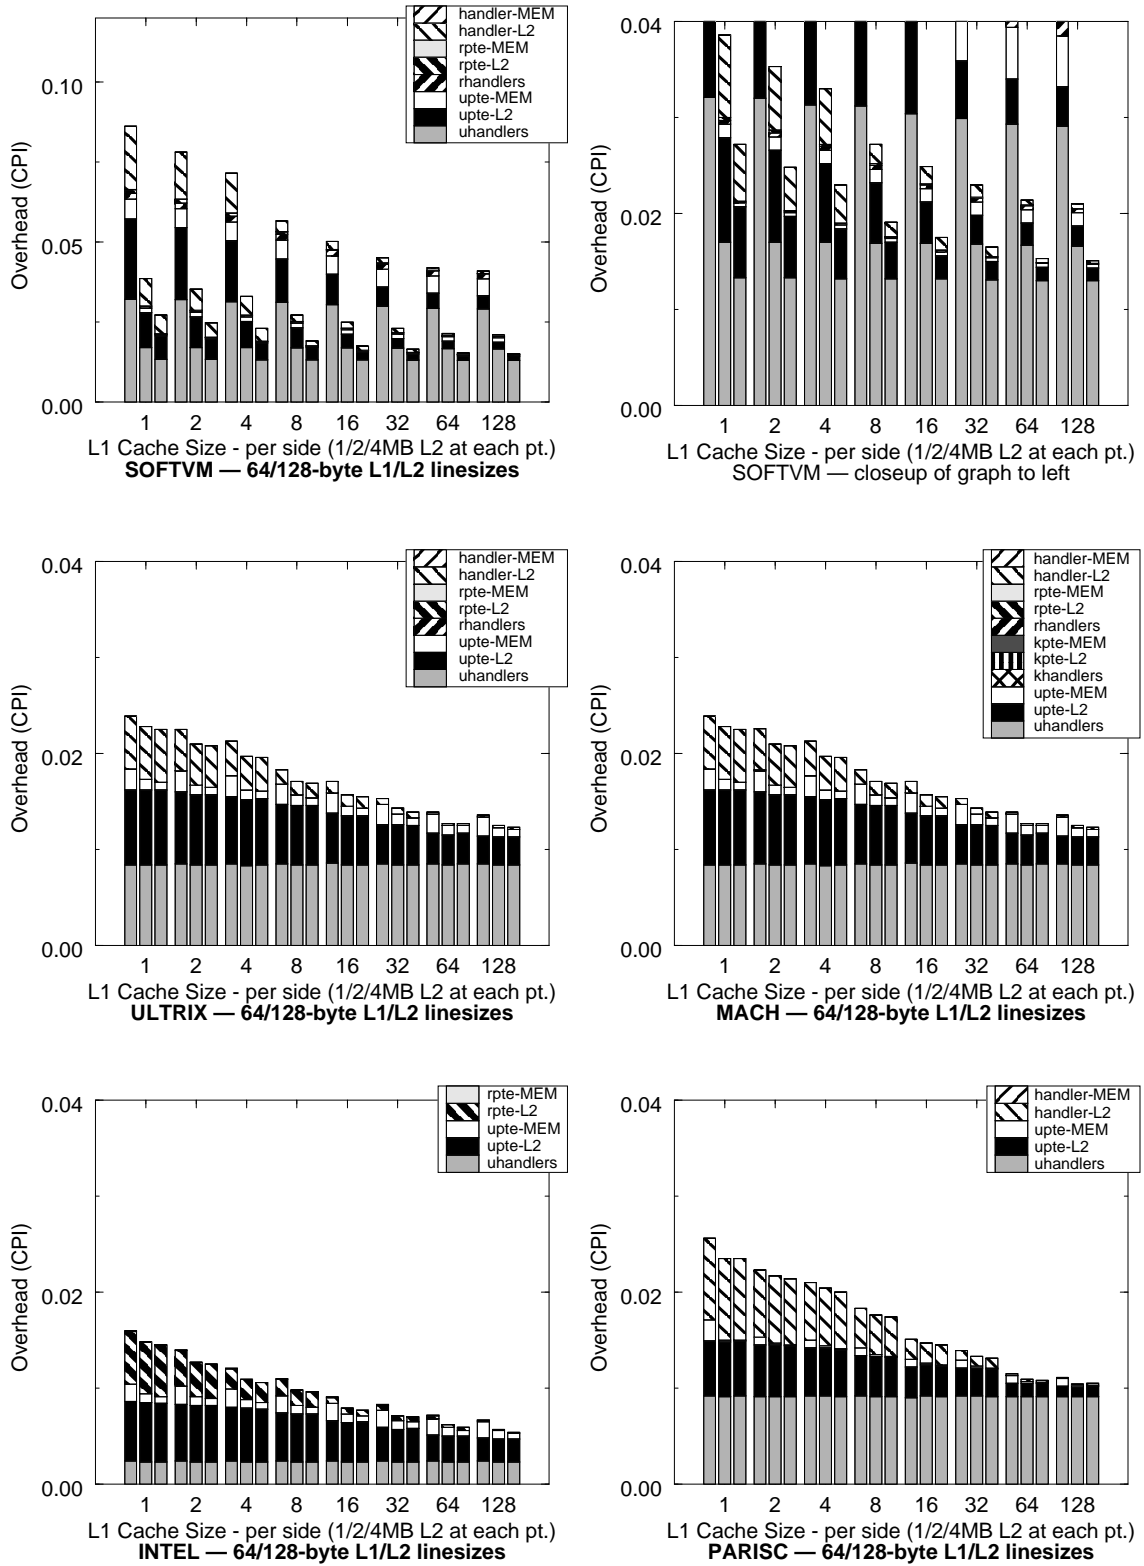 handler-MEM
handler-L2
rpte-MEM
rpte-L2
rhandlers
upte-MEM
upte-L2
uhandlers
0.10
0.05
0.00
Overhead (CPI)
1 2 4 8 16 32 64 128
L1 Cache Size - per side (1/2/4MB L2 at each pt.)
SOFTVM — 64/128-byte L1/L2 linesizes
0.04
0.02
0.00
Overhead (CPI)
1 2 4 8 16 32 64 128
L1 Cache Size - per side (1/2/4MB L2 at each pt.)
SOFTVM — closeup of graph to left
handler-MEM
handler-L2
rpte-MEM
rpte-L2
rhandlers
upte-MEM
upte-L2
uhandlers
0.04
0.02
0.00
Overhead (CPI)
1 2 4 8 16 32 64 128
L1 Cache Size - per side (1/2/4MB L2 at each pt.)
ULTRIX — 64/128-byte L1/L2 linesizes
handler-MEM
handler-L2
rpte-MEM
rpte-L2
rhandlers
kpte-MEM
kpte-L2
khandlers
upte-MEM
upte-L2
uhandlers
0.04
0.02
0.00
Overhead (CPI)
1 2 4 8 16 32 64 128
L1 Cache Size - per side (1/2/4MB L2 at each pt.)
MACH — 64/128-byte L1/L2 linesizes
rpte-MEM
rpte-L2
upte-MEM
upte-L2
uhandlers
0.04
0.02
0.00
Overhead (CPI)
1 2 4 8 16 32 64 128
L1 Cache Size - per side (1/2/4MB L2 at each pt.)
INTEL — 64/128-byte L1/L2 linesizes
handler-MEM
handler-L2
upte-MEM
upte-L2
uhandlers
0.04
0.02
0.00
Overhead (CPI)
1 2 4 8 16 32 64 128
L1 Cache Size - per side (1/2/4MB L2 at each pt.)
PARISC — 64/128-byte L1/L2 linesizes